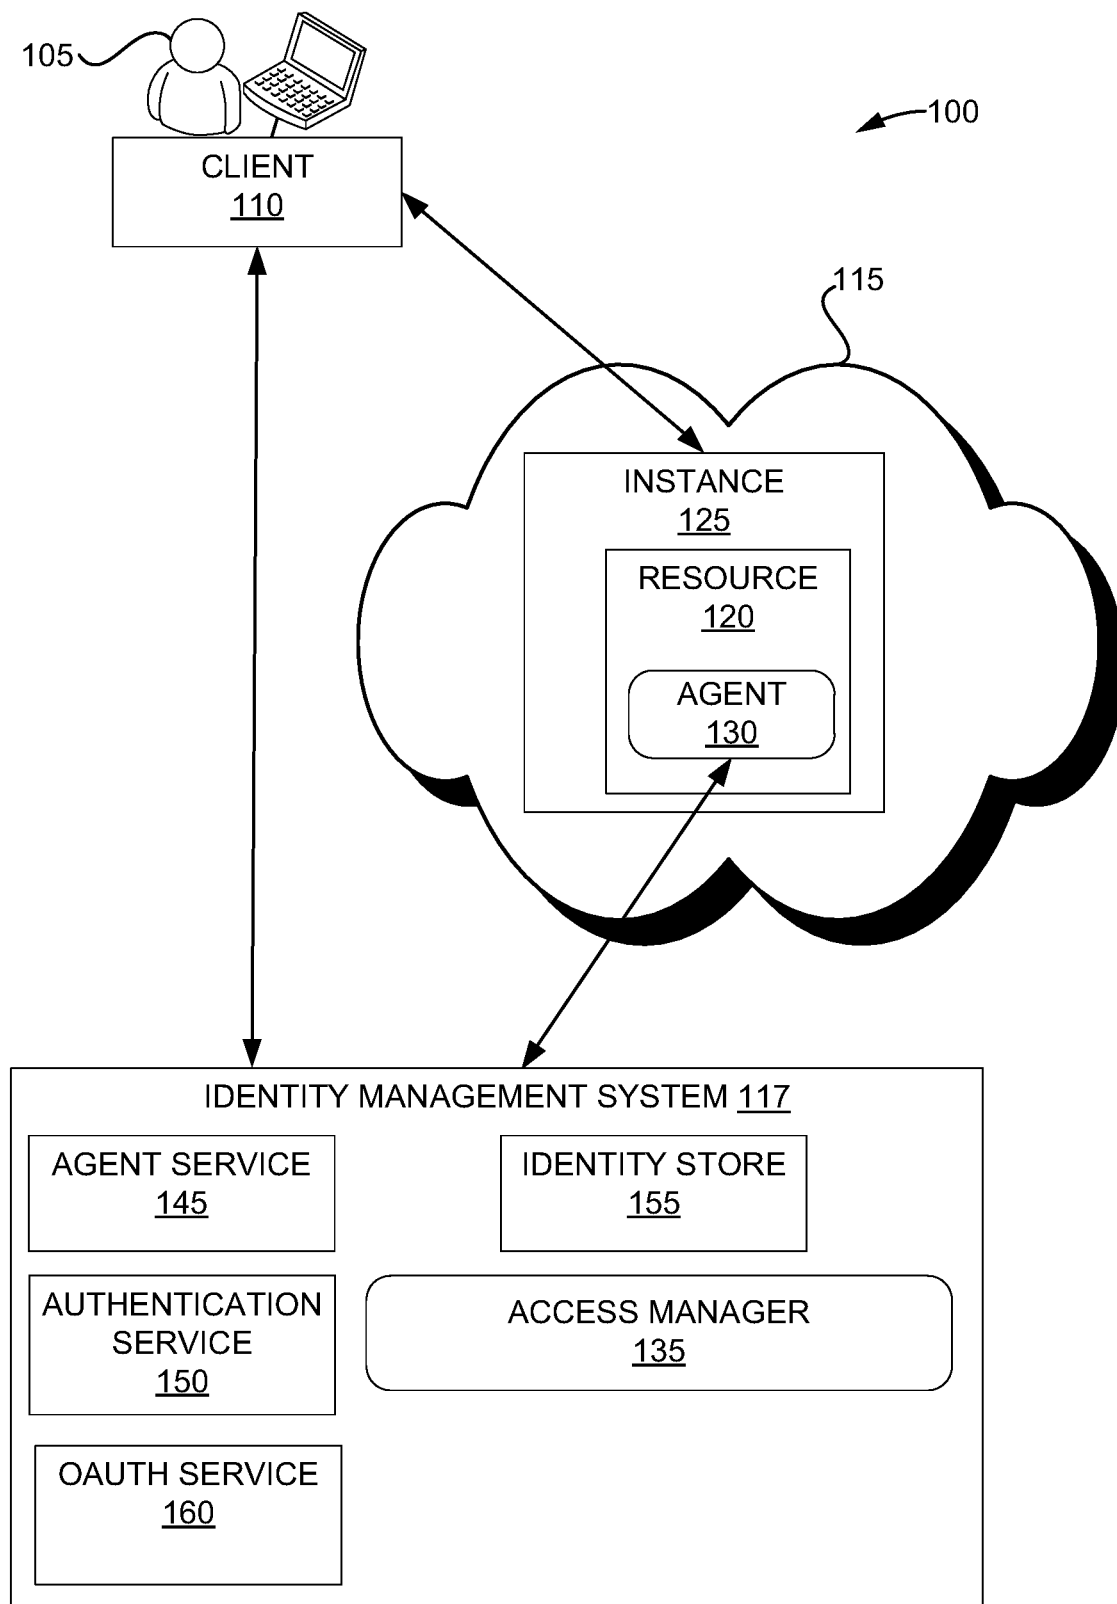 105
100
CLIENT
110
115
INSTANCE
125
RESOURCE
120
AGENT
130
IDENTITY MANAGEMENT SYSTEM 117
AGENT SERVICE
145
IDENTITY STORE
155
AUTHENTICATION
SERVICE
150
ACCESS MANAGER
135
OAUTH SERVICE
160